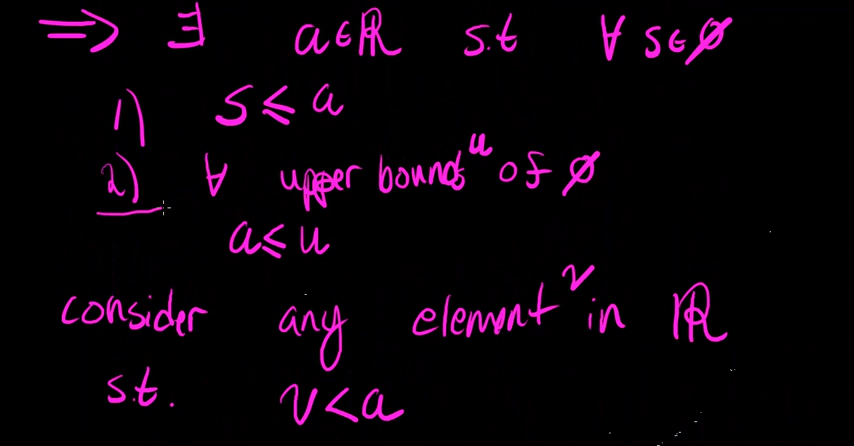 ⇒ ∃ a∈ℝ s.t ∀ s∈∅
1) s ≤ a
2) ∀ upper bounds u of ∅
a ≤ u
consider any element v in ℝ
s.t. v < a